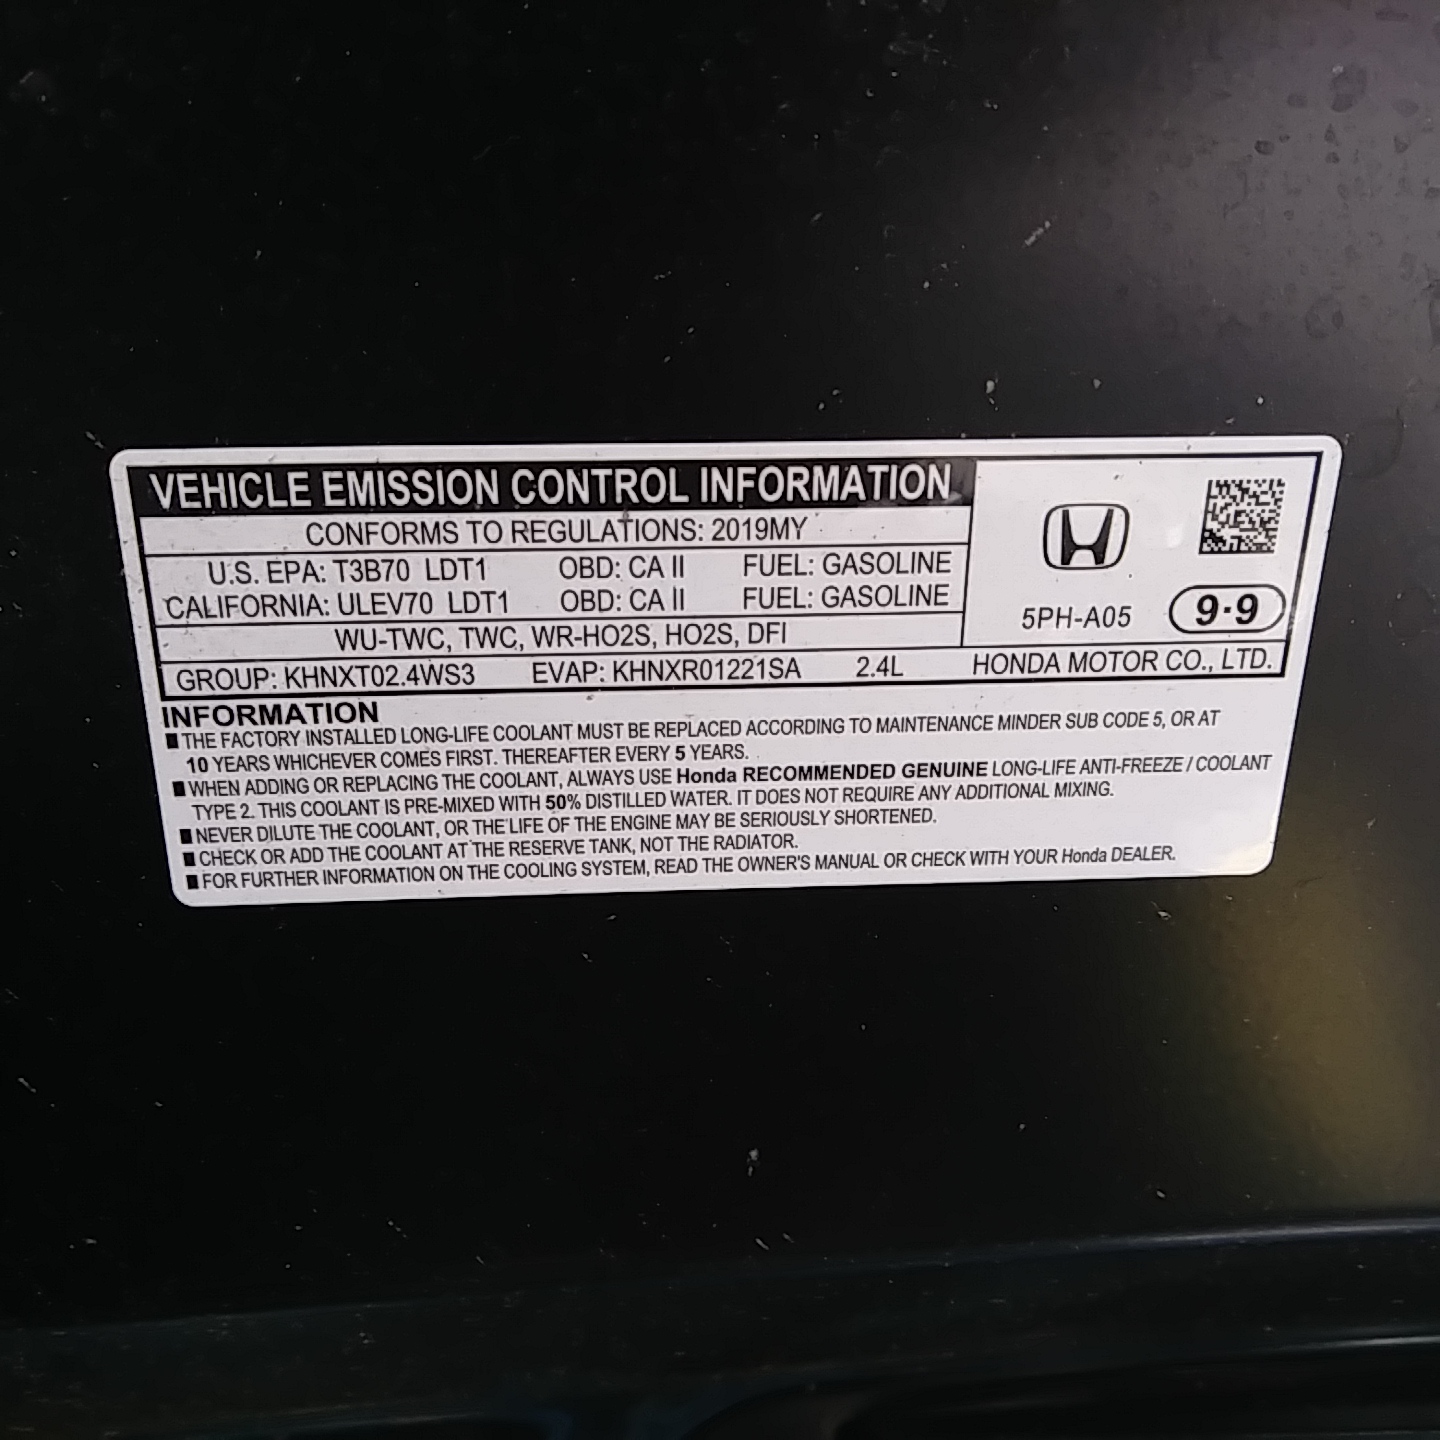 VEHICLE EMISSION CONTROL INFORMATION
CONFORMS TO REGULATIONS: 2019MY
U.S. EPA: T3B70 LDT1 OBD: CA II FUEL: GASOLINE
CALIFORNIA: ULEV70 LDT1 OBD: CA II FUEL: GASOLINE
5PH-A05 9·9
WU-TWC, TWC, WR-HO2S, HO2S, DFI
GROUP: KHNXT02.4WS3 EVAP: KHNXR01221SA 2.4L HONDA MOTOR CO., LTD.
INFORMATION
■ THE FACTORY INSTALLED LONG-LIFE COOLANT MUST BE REPLACED ACCORDING TO MAINTENANCE MINDER SUB CODE 5, OR AT
10 YEARS WHICHEVER COMES FIRST. THEREAFTER EVERY 5 YEARS.
■ WHEN ADDING OR REPLACING THE COOLANT, ALWAYS USE Honda RECOMMENDED GENUINE LONG-LIFE ANTI-FREEZE / COOLANT
TYPE 2. THIS COOLANT IS PRE-MIXED WITH 50% DISTILLED WATER. IT DOES NOT REQUIRE ANY ADDITIONAL MIXING.
■ NEVER DILUTE THE COOLANT, OR THE LIFE OF THE ENGINE MAY BE SERIOUSLY SHORTENED.
■ CHECK OR ADD THE COOLANT AT THE RESERVE TANK, NOT THE RADIATOR.
■ FOR FURTHER INFORMATION ON THE COOLING SYSTEM, READ THE OWNER'S MANUAL OR CHECK WITH YOUR Honda DEALER.